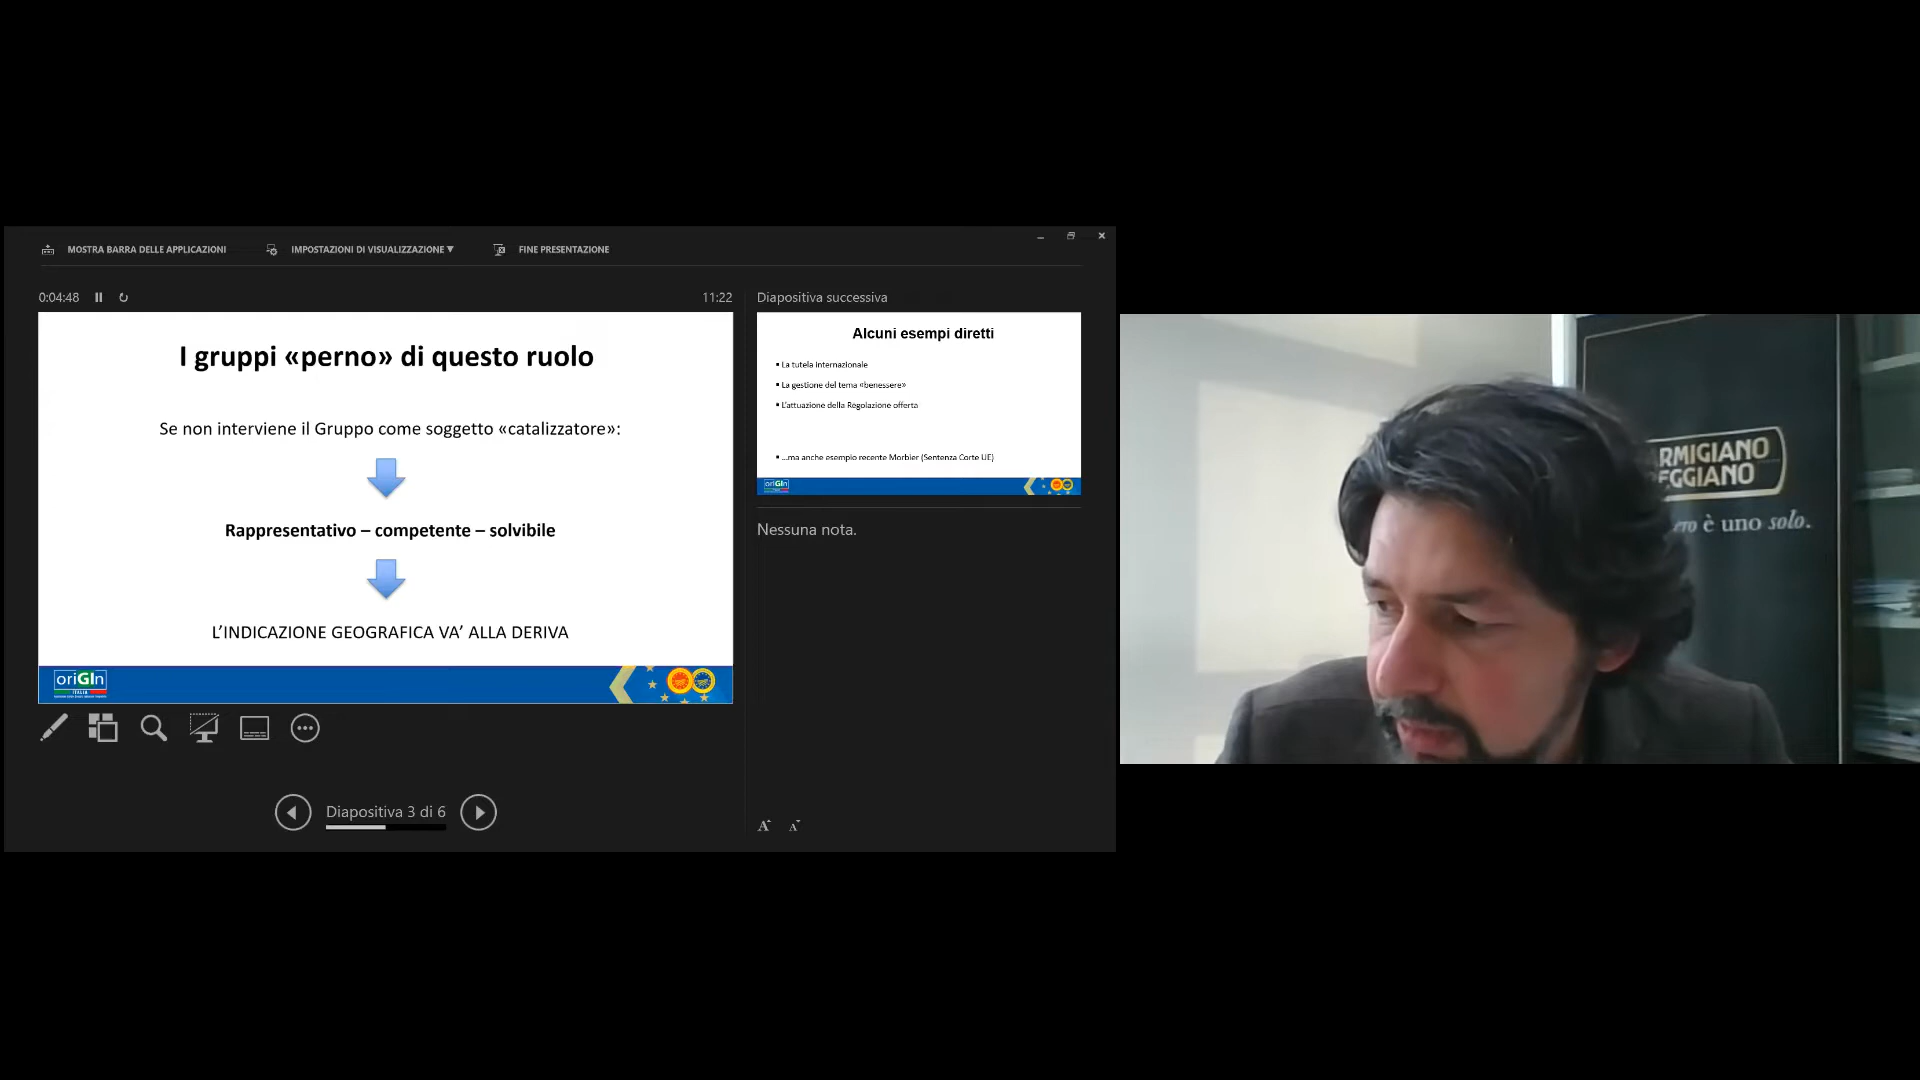 MOSTRA BARRA DELLE APPLICAZIONI
IMPOSTAZIONI DI VISUALIZZAZIONE
FINE PRESENTAZIONE
0:04:48
11:22
I gruppi «perno» di questo ruolo
Se non interviene il Gruppo come soggetto «catalizzatore»:
Rappresentativo – competente – solvibile
L'INDICAZIONE GEOGRAFICA VA' ALLA DERIVA
oriGIn
ITALIA
Diapositiva 3 di 6
Diapositiva successiva
Alcuni esempi diretti
▪ La tutela internazionale
▪ La gestione del tema «benessere»
▪ L'attuazione della Regolazione offerta
▪ ...ma anche esempio recente Morbier (Sentenza Corte UE)
oriGIn
Nessuna nota.
A A
RMIGIANO
EGGIANO
ero è uno solo.